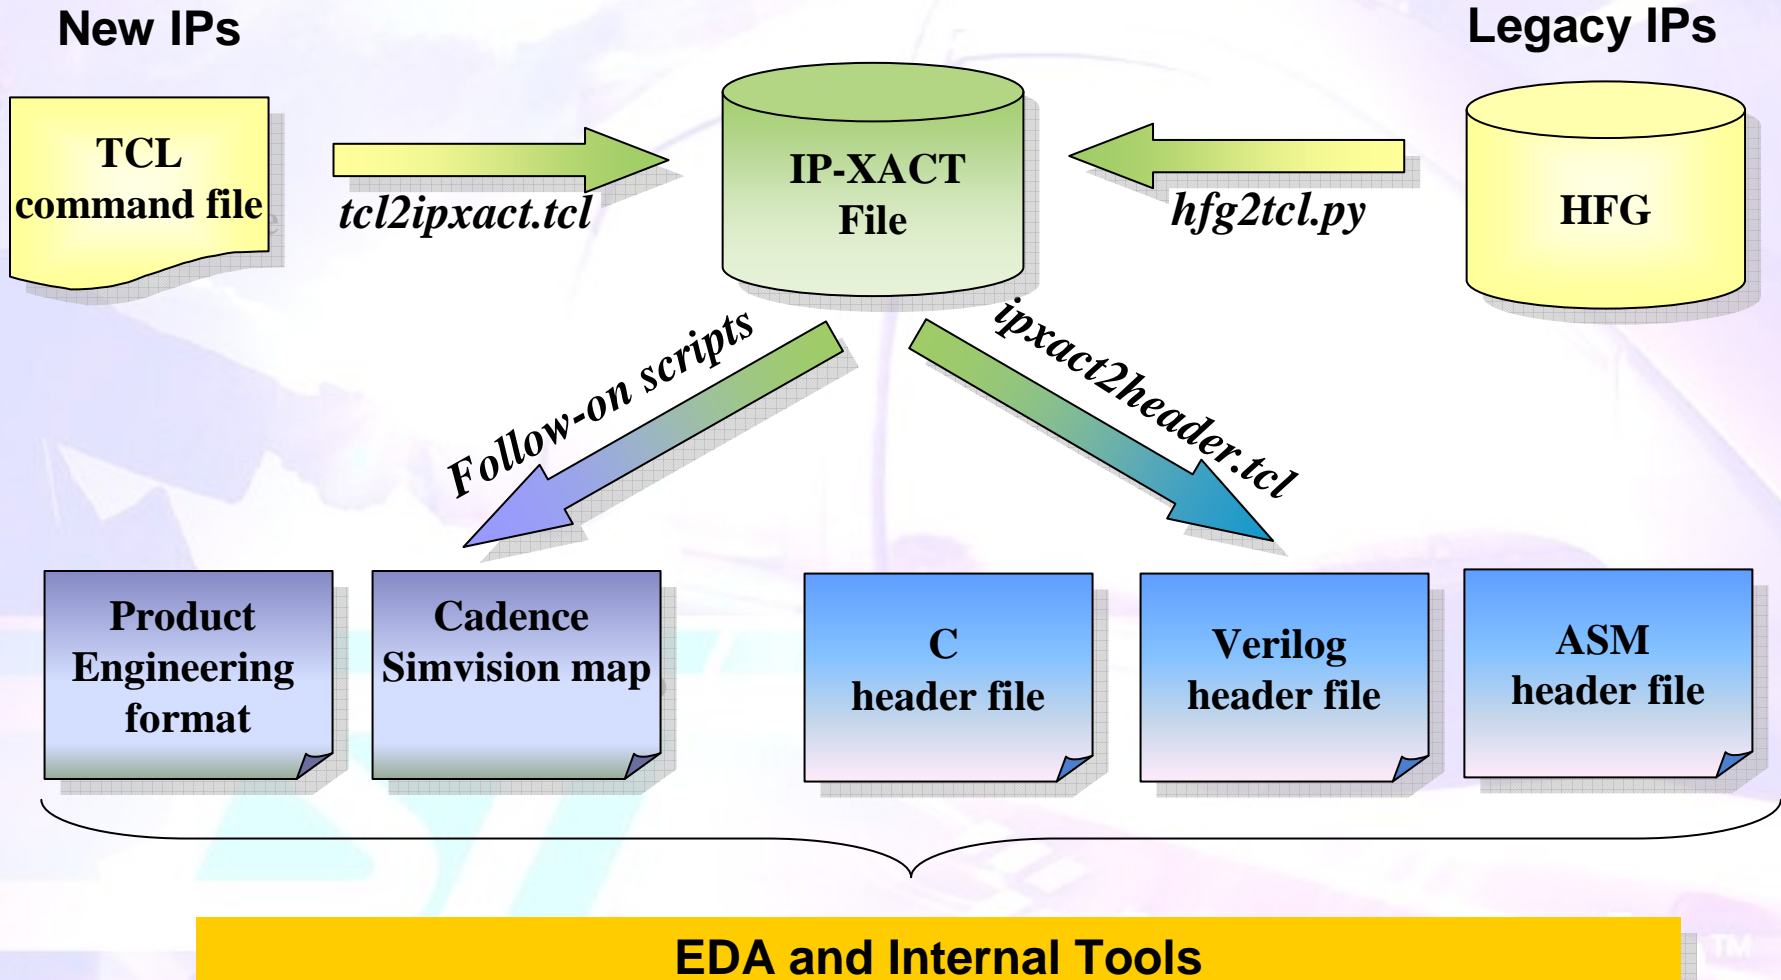 New IPs
Legacy IPs
TCL
command file
tcl2ipxact.tcl
IP-XACT
File
hfg2tcl.py
HFG
Follow-on scripts
ipxact2header.tcl
Product
Engineering
format
Cadence
Simvision map
C
header file
Verilog
header file
ASM
header file
EDA and Internal Tools
TM